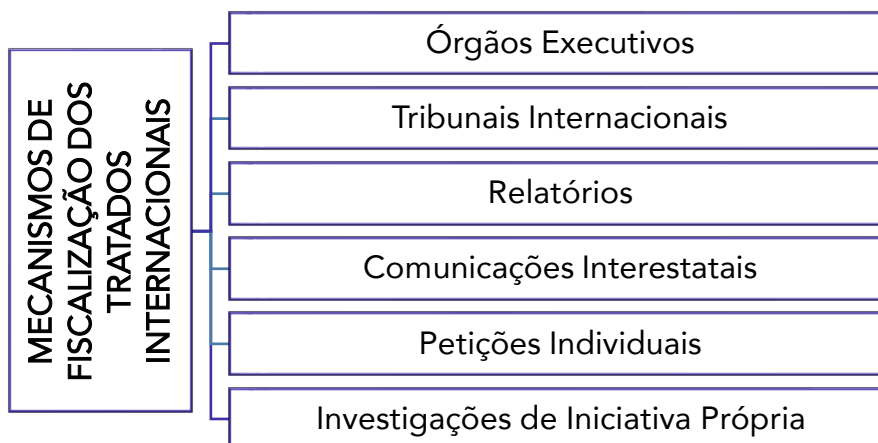 MECANISMOS DE
FISCALIZAÇÃO DOS
TRATADOS
INTERNACIONAIS
Órgãos Executivos
Tribunais Internacionais
Relatórios
Comunicações Interestatais
Petições Individuais
Investigações de Iniciativa Própria